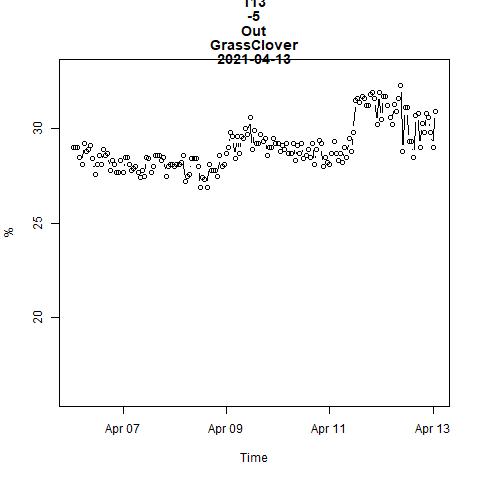 113
-5
Out
GrassClover
2021-04-13
30
25
20
%
Apr 07
Apr 09
Apr 11
Apr 13
Time